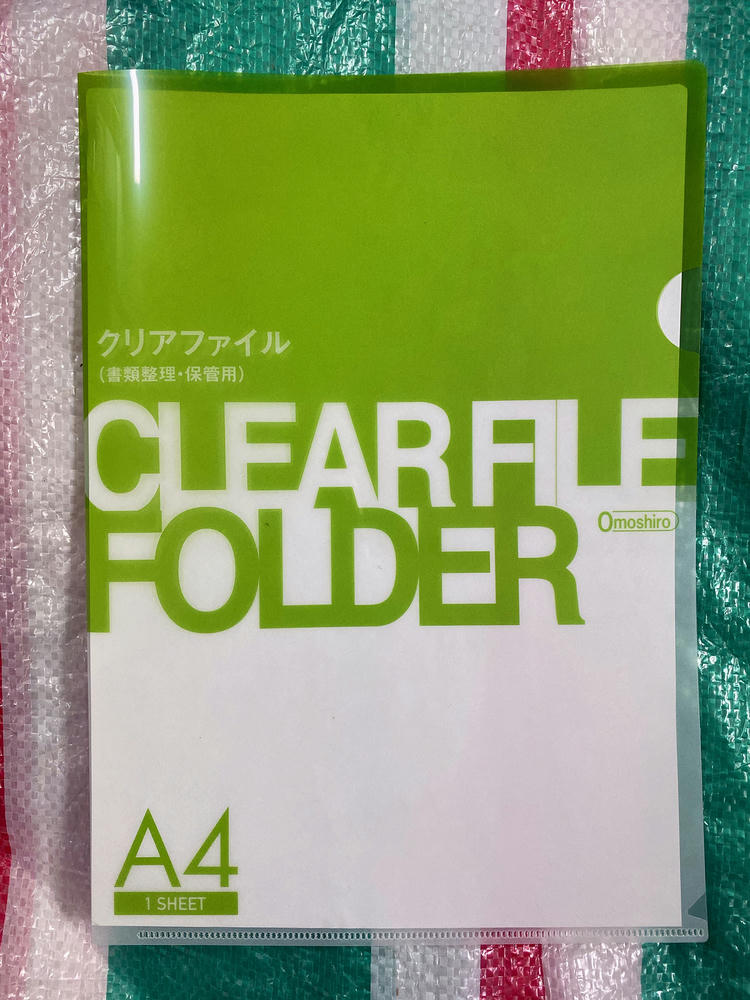 クリアファイル
(書類整理・保管用)
CLEAR FILE
FOLDER
Omoshiro
A4
1 SHEET